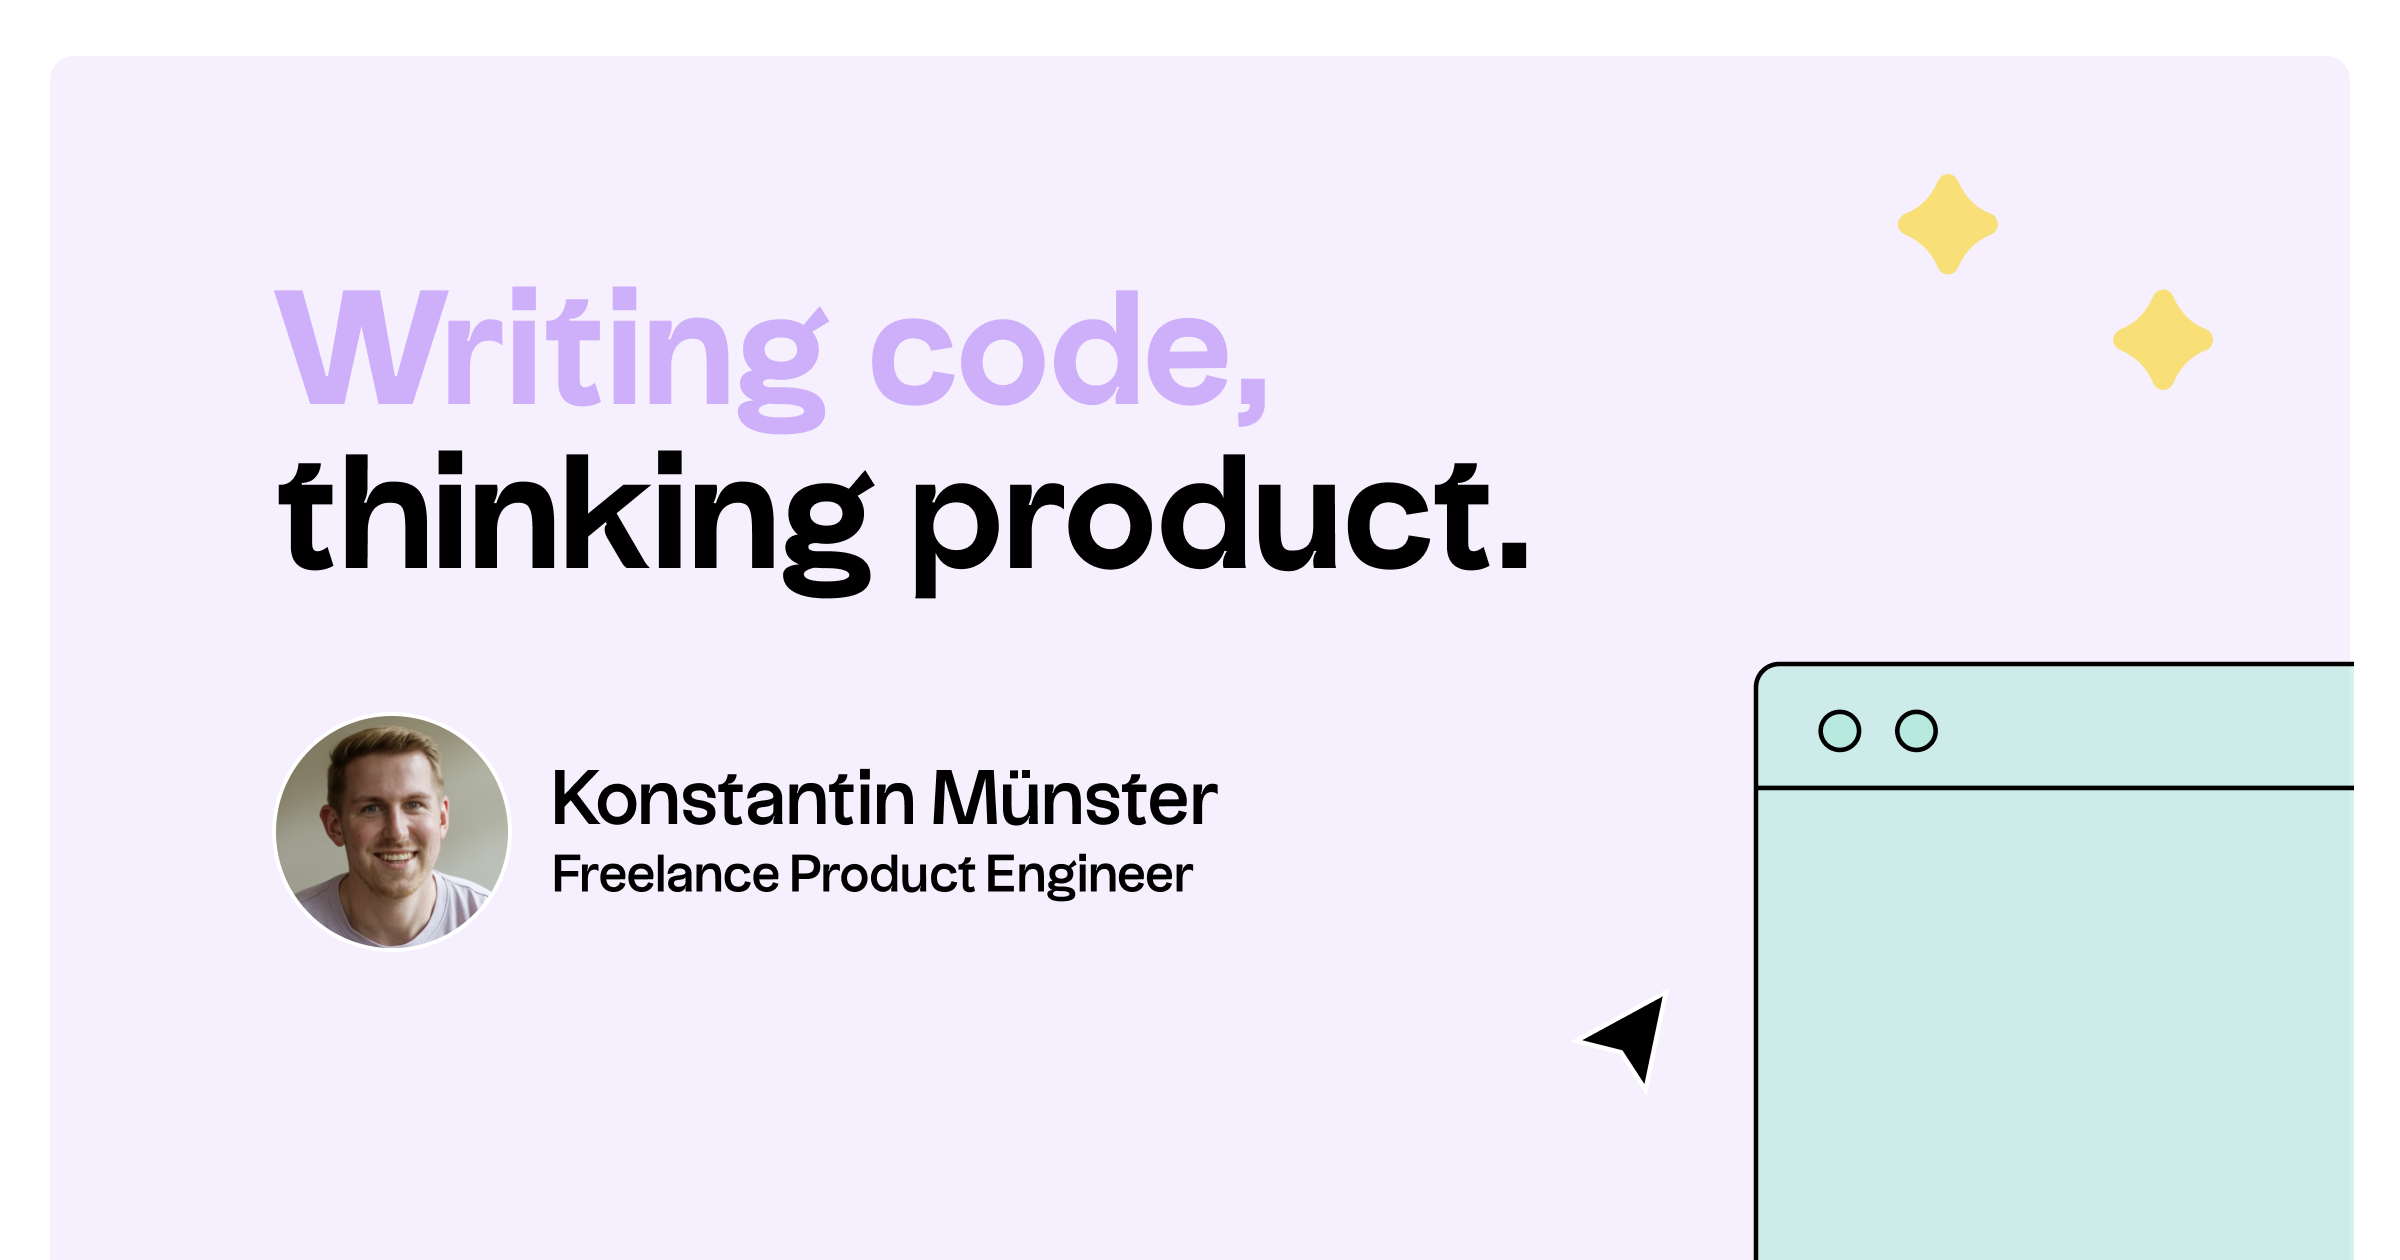 Writing code,
thinking product.
Konstantin Münster
Freelance Product Engineer